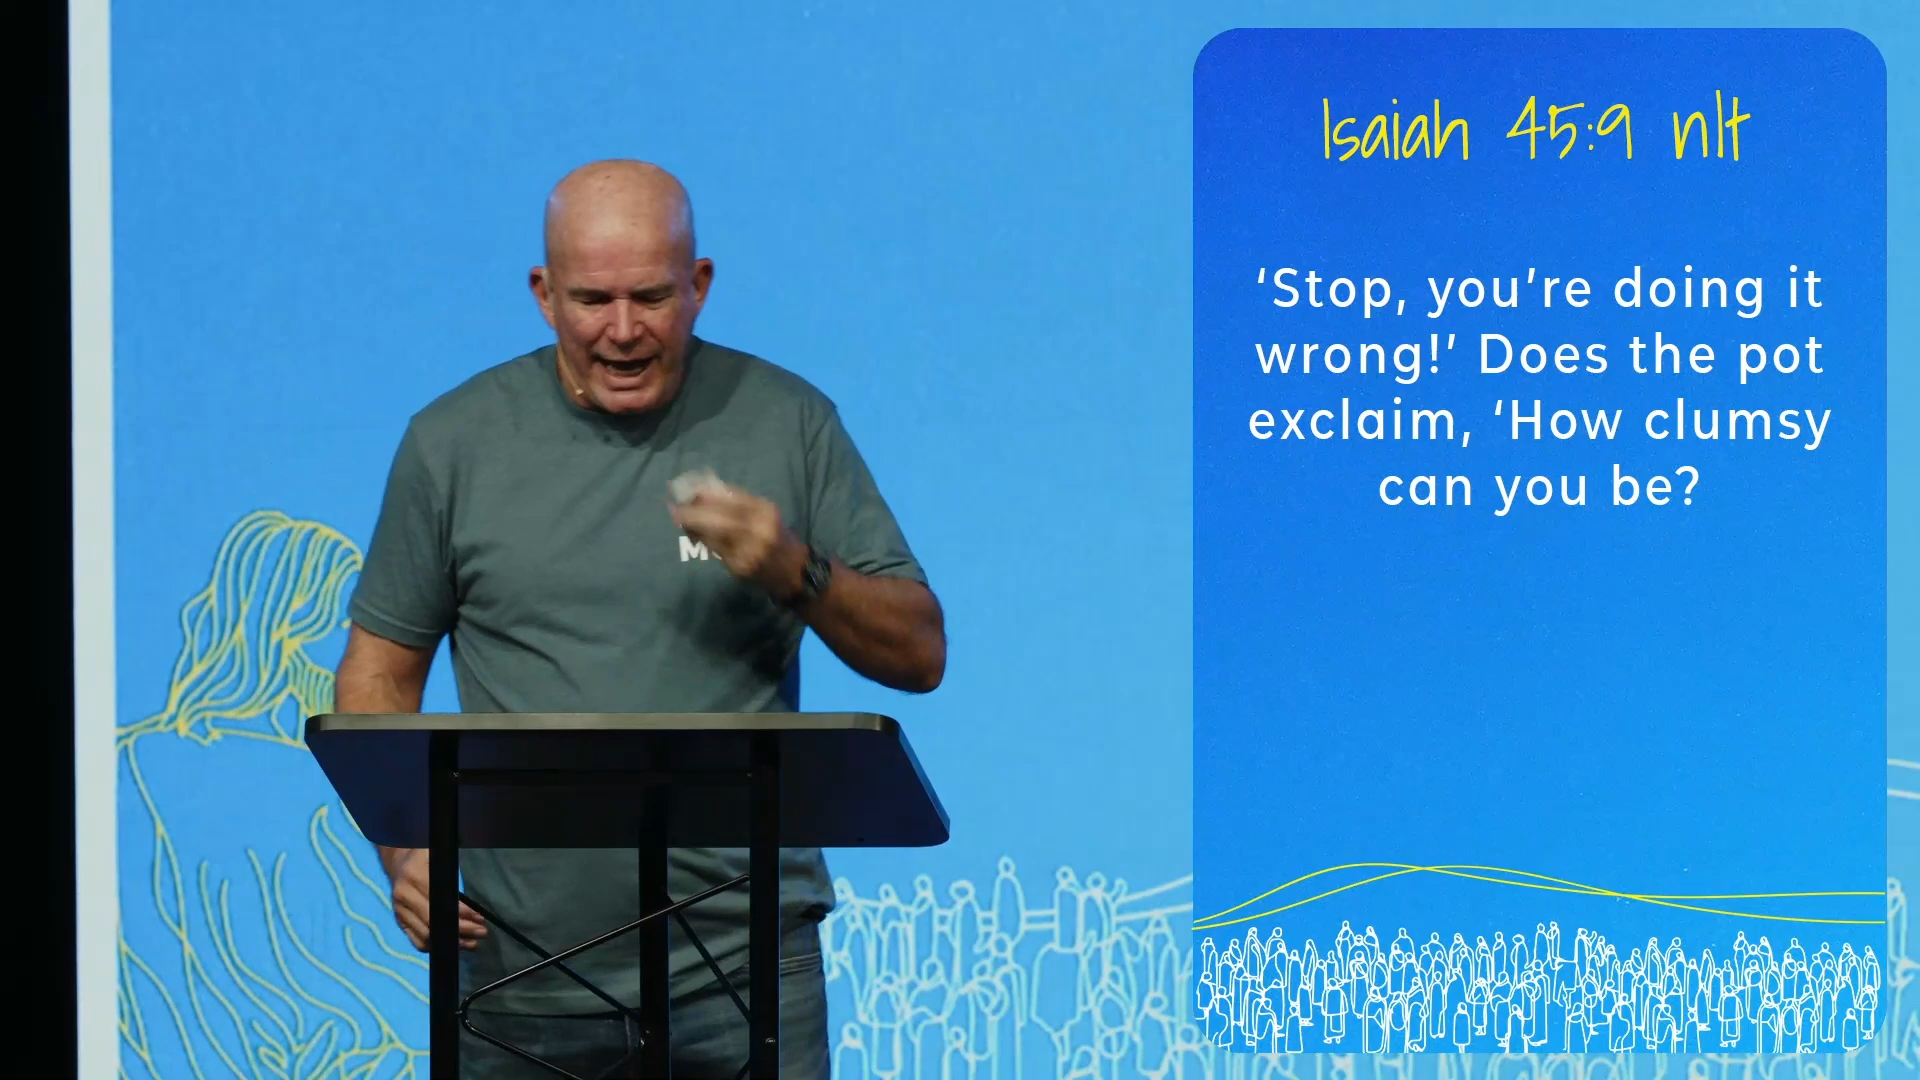 Isaiah 45:9 nlt
‘Stop, you’re doing it
wrong!’ Does the pot
exclaim, ‘How clumsy
can you be?